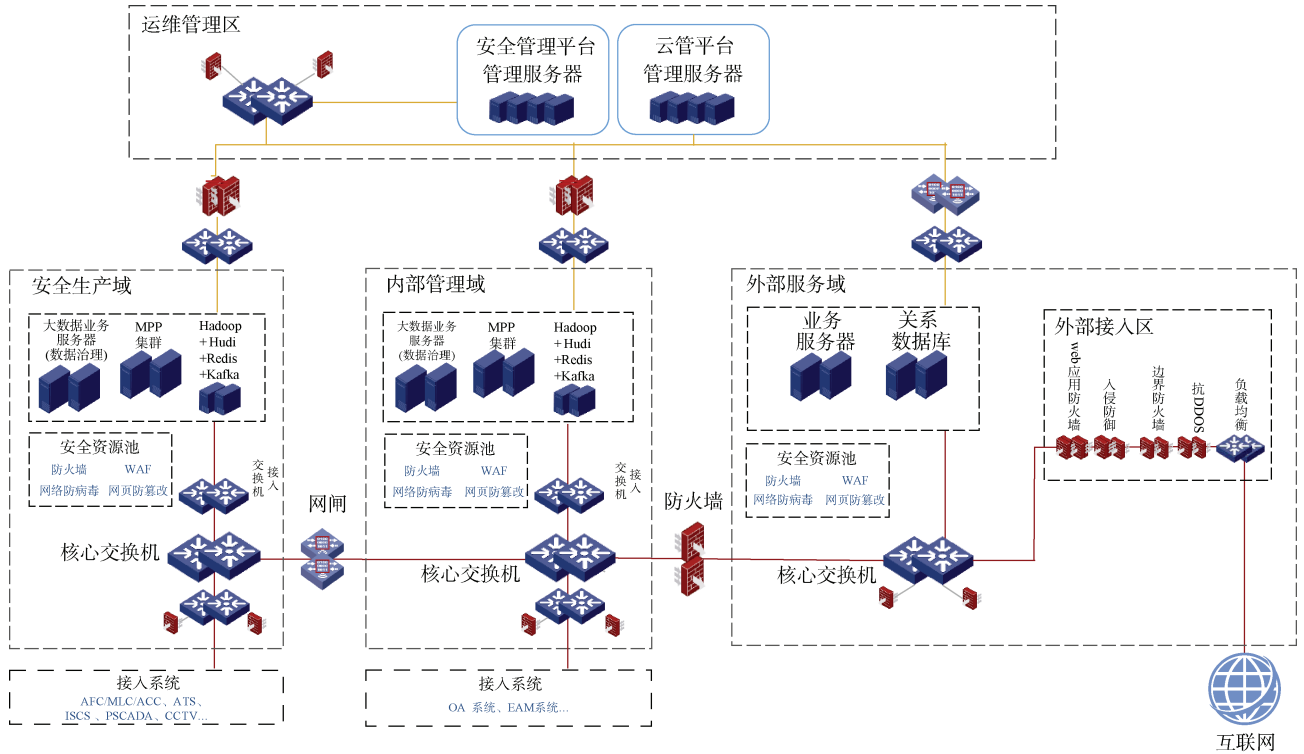 运维管理区
安全管理平台
管理服务器
云管平台
管理服务器
安全生产域
大数据业务
服务器
(数据治理)
MPP
集群
Hadoop
+ Hudi
+Redis
+Kafka
安全资源池
防火墙
WAF
网络防病毒
网页防篡改
接入
交换机
核心交换机
网闸
接入系统
AFC/MLC/ACC、ATS、
ISCS 、PSCADA、CCTV...
内部管理域
大数据业务
服务器
(数据治理)
MPP
集群
Hadoop
+ Hudi
+Redis
+Kafka
安全资源池
防火墙
WAF
网络防病毒
网页防篡改
接入
交换机
核心交换机
防火墙
接入系统
OA 系统、EAM系统...
外部服务域
业务
服务器
关系
数据库
安全资源池
防火墙
WAF
网络防病毒
网页防篡改
核心交换机
外部接入区
web应用防火墙
入侵防御
边界防火墙
抗DDOS
负载均衡
互联网